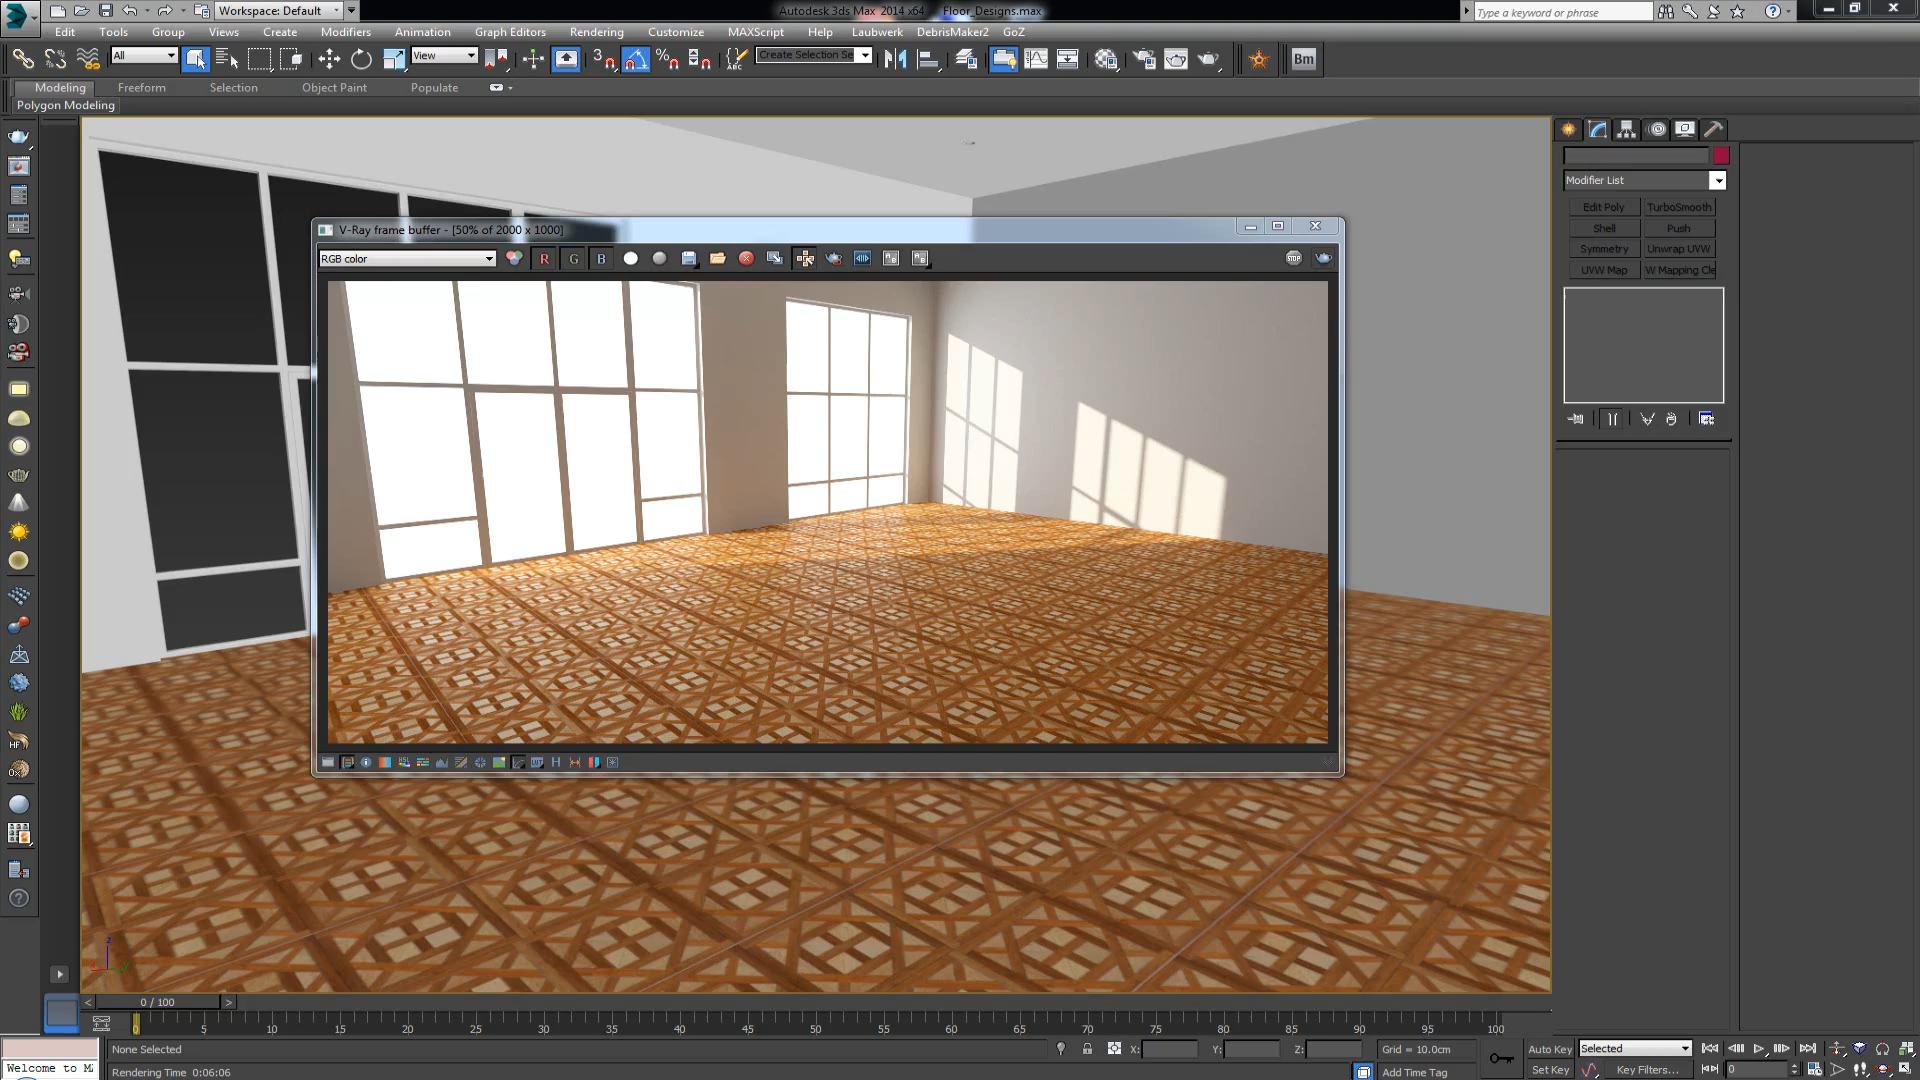 Workspace: Default
Autodesk 3ds Max 2014 x64
Floor_Designs.max
Type a keyword or phrase
Edit
Tools
Group
Views
Create
Modifiers
Animation
Graph Editors
Rendering
Customize
MAXScript
Help
Laubwerk
DebrisMaker2
GoZ
All
View
3
Create Selection Se
Bm
Modeling
Freeform
Selection
Object Paint
Populate
Polygon Modeling
Modifier List
Edit Poly
TurboSmooth
Shell
Push
Symmetry
Unwrap UVW
UVW Map
W Mapping Cle
V-Ray frame buffer - [50% of 2000 x 1000]
RGB color
R
G
B
STOP
H
HF
0 / 100
0
5
10
15
20
25
30
35
40
45
50
55
60
65
70
75
80
85
90
95
100
None Selected
X:
Y:
Z:
Grid = 10.0cm
Auto Key
Selected
Welcome to MA
Rendering Time 0:06:06
Add Time Tag
Set Key
Key Filters...
0